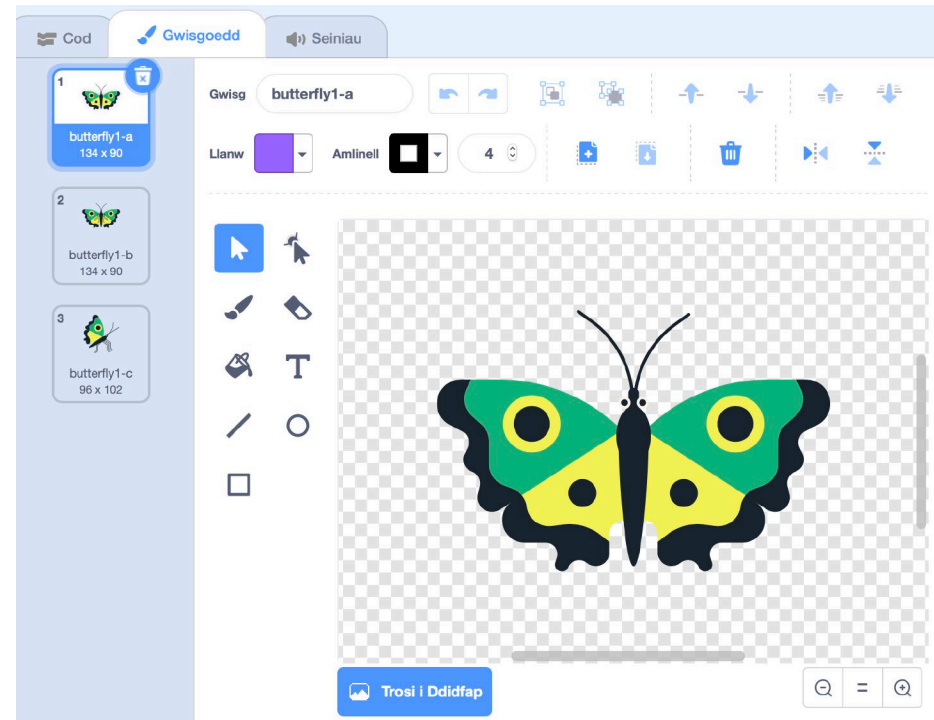 Cod
Gwisgoedd
Seiniau
1
butterfly1-a
134 x 90
2
butterfly1-b
134 x 90
3
butterfly1-c
96 x 102
Gwisg butterfly1-a
Llanw Amlinell 4
T
Trosi i Ddidfap
=